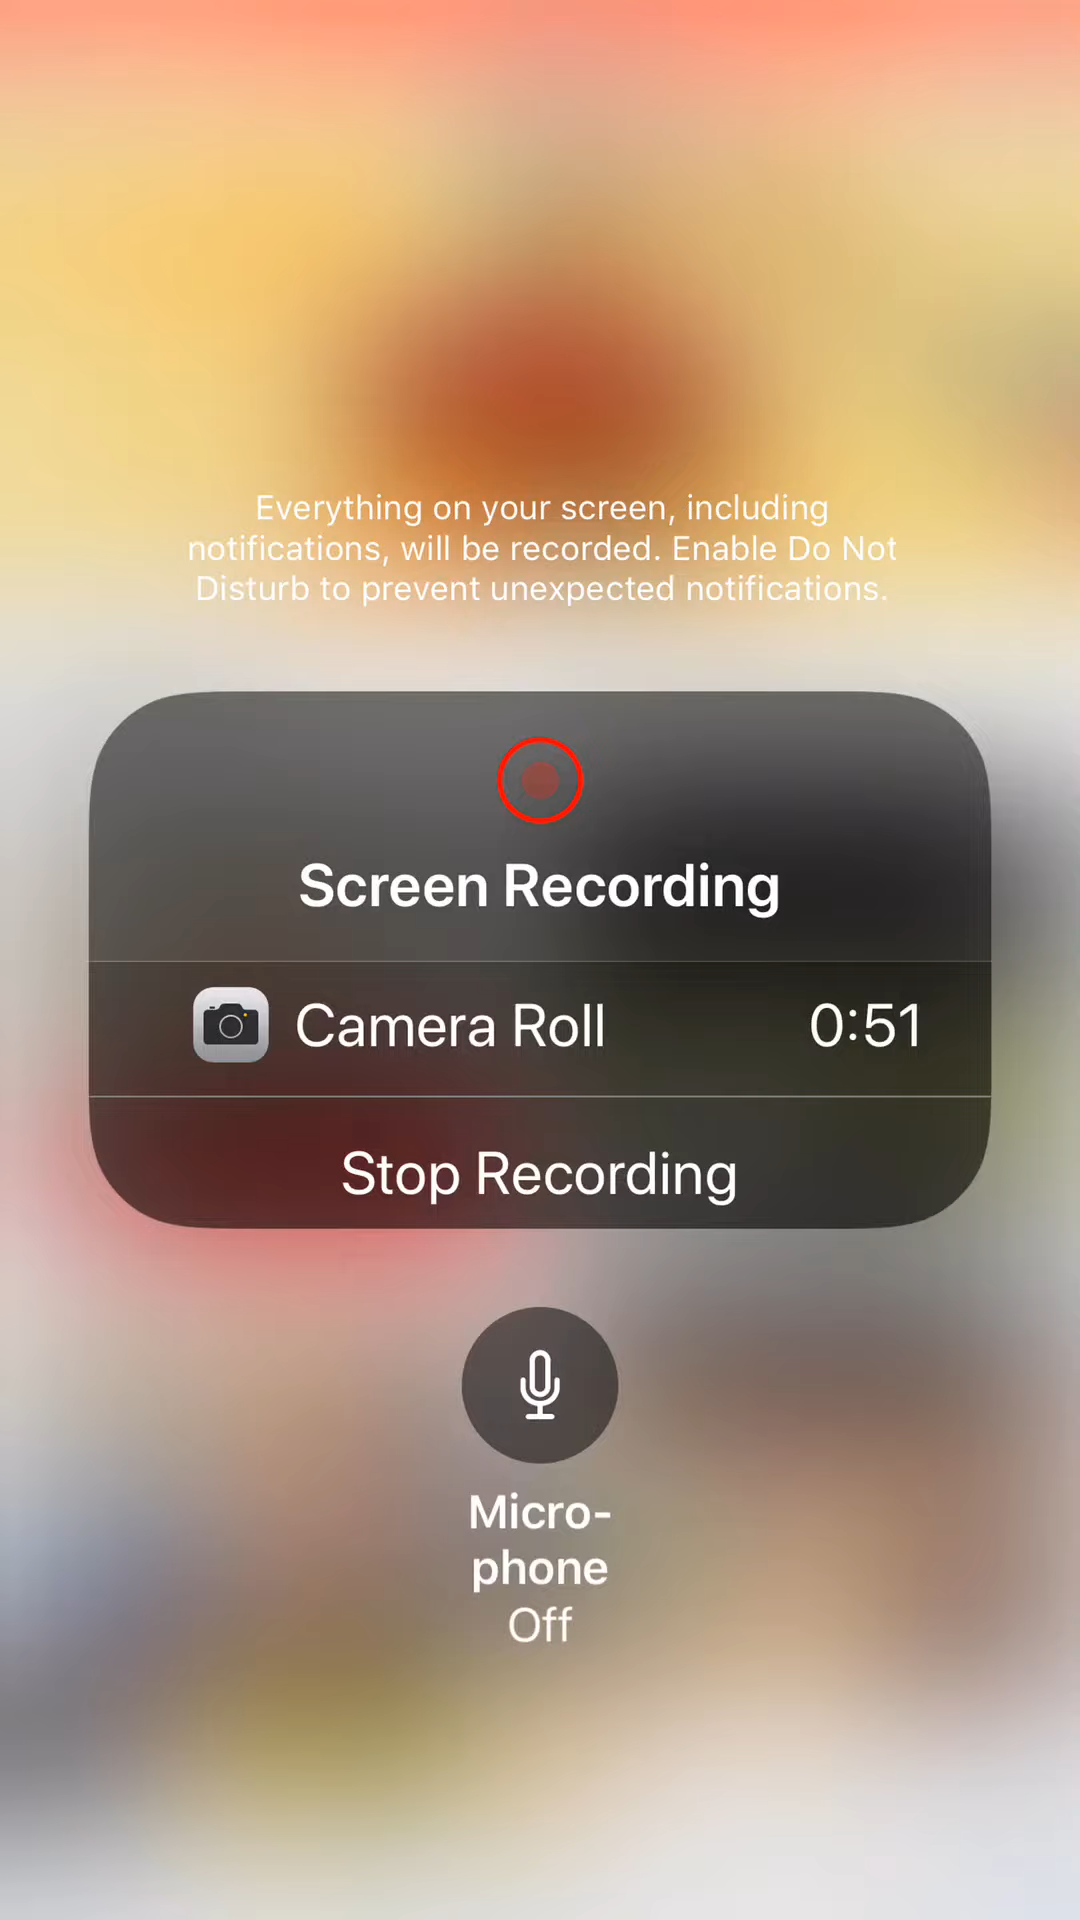 Everything on your screen, including
notifications, will be recorded. Enable Do Not
Disturb to prevent unexpected notifications.
Screen Recording
Camera Roll 0:51
Stop Recording
Micro-
phone
Off